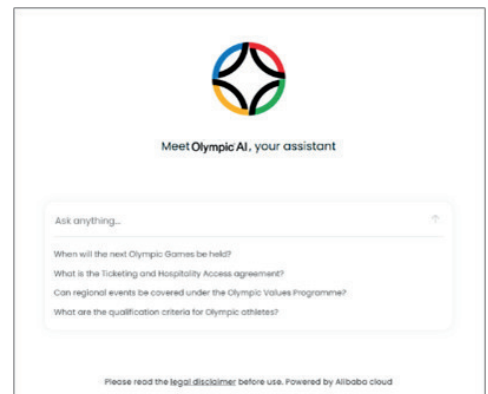 Meet Olympic AI, your assistant
Ask anything...
When will the next Olympic Games be held?
What is the Ticketing and Hospitality Access agreement?
Can regional events be covered under the Olympic Values Programme?
What are the qualification criteria for Olympic athletes?
Please read the legal disclaimer before use. Powered by Alibaba cloud